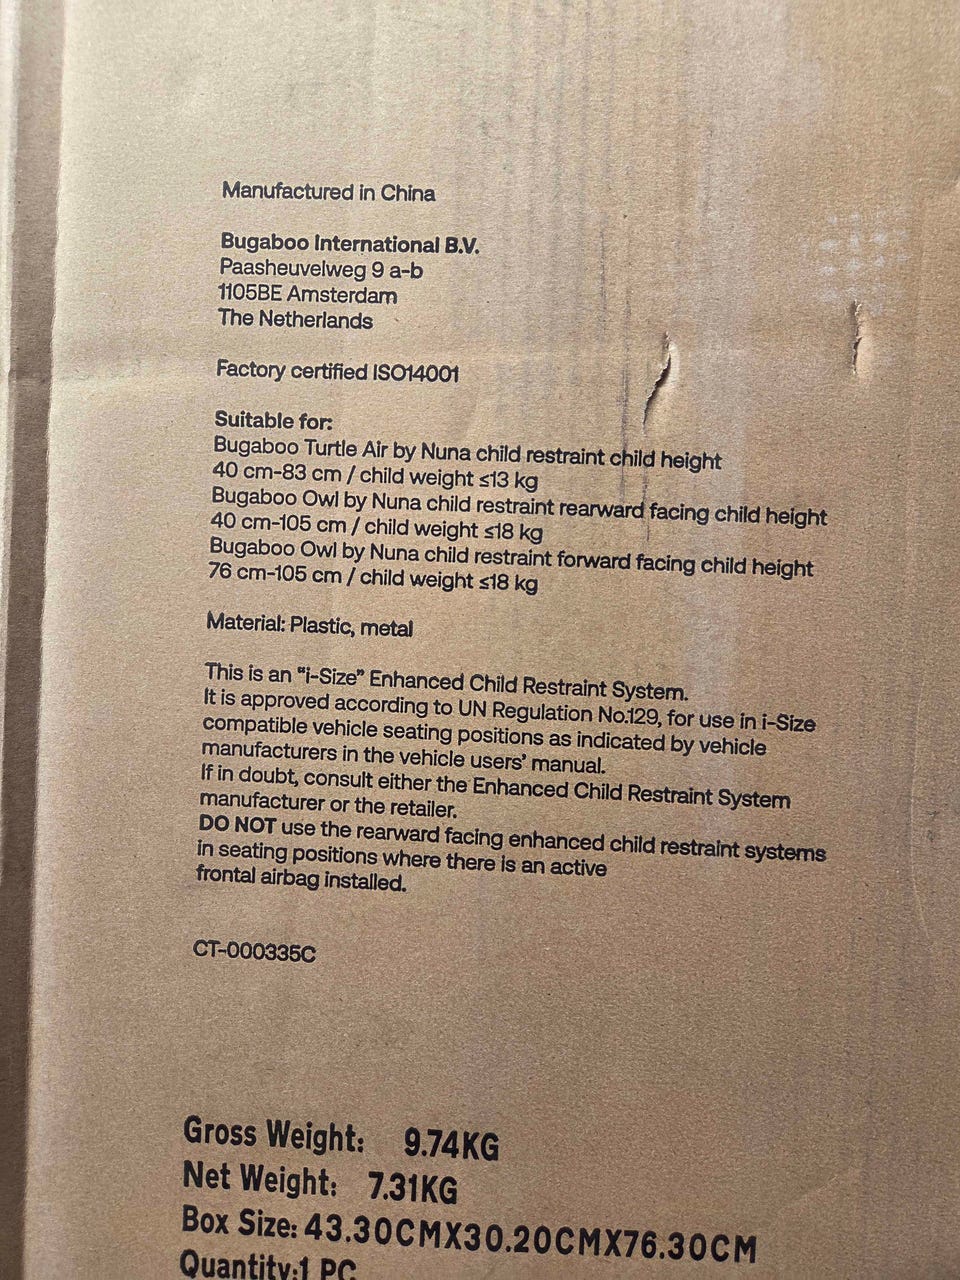 Manufactured in China
Bugaboo International B.V.
Paasheuvelweg 9 a-b
1105BE Amsterdam
The Netherlands
Factory certified ISO14001
Suitable for:
Bugaboo Turtle Air by Nuna child restraint child height
40 cm-83 cm / child weight ≤13 kg
Bugaboo Owl by Nuna child restraint rearward facing child height
40 cm-105 cm / child weight ≤18 kg
Bugaboo Owl by Nuna child restraint forward facing child height
76 cm-105 cm / child weight ≤18 kg
Material: Plastic, metal
This is an "i-Size" Enhanced Child Restraint System.
It is approved according to UN Regulation No.129, for use in i-Size
compatible vehicle seating positions as indicated by vehicle
manufacturers in the vehicle users' manual.
If in doubt, consult either the Enhanced Child Restraint System
manufacturer or the retailer.
DO NOT use the rearward facing enhanced child restraint systems
in seating positions where there is an active
frontal airbag installed.
CT-000335C
Gross Weight: 9.74KG
Net Weight: 7.31KG
Box Size: 43.30CMX30.20CMX76.30CM
Quantity:1 PC